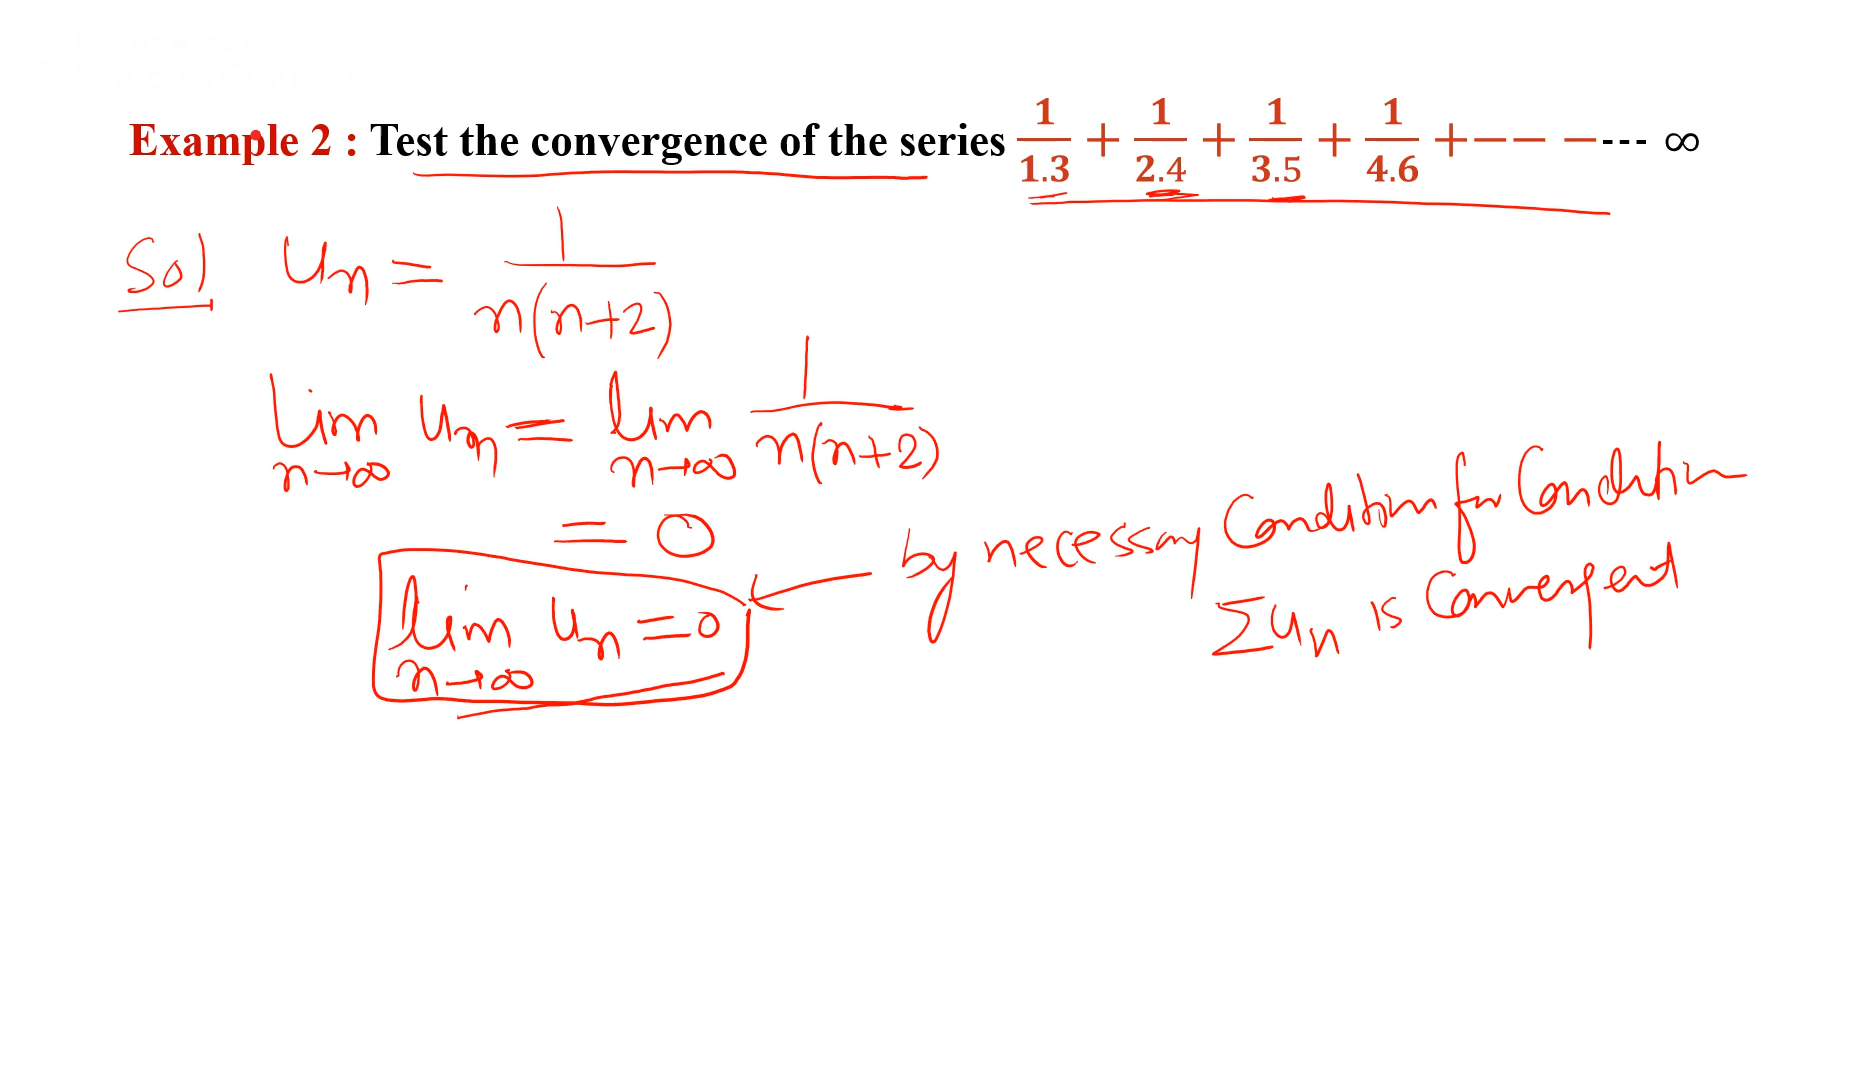 Example 2 : Test the convergence of the series 1/1.3 + 1/2.4 + 1/3.5 + 1/4.6 + − − − --- ∞
Sol un = 1/n(n+2)
lim n→∞ un = lim n→∞ 1/n(n+2)
= 0
lim n→∞ un = 0
by necessary Condition for Condition
Σun is Convergent